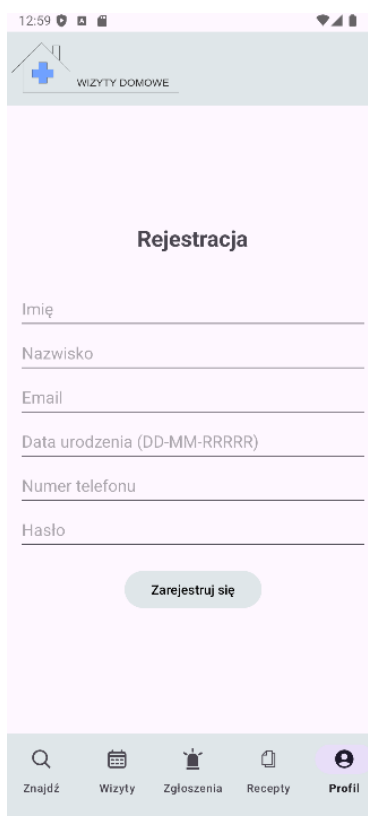 12:59
WIZYTY DOMOWE
Rejestracja
Imię
Nazwisko
Email
Data urodzenia (DD-MM-RRRRR)
Numer telefonu
Hasło
Zarejestruj się
Znajdź Wizyty Zgłoszenia Recepty Profil